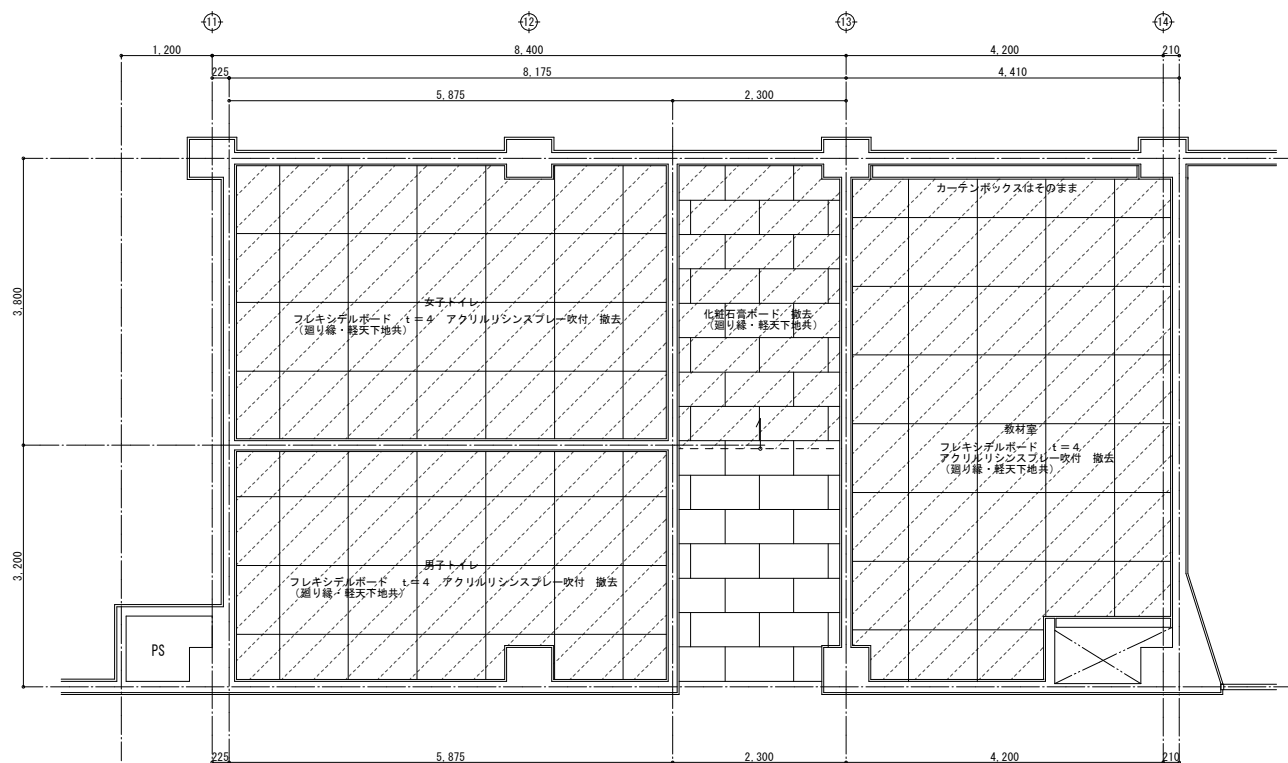 11
12
13
14
1,200
8,400
4,200
210
225
8,175
4,410
5,875
2,300
カーテンボックスはそのまま
3,800
女子トイレ
フレキシデルボード　t=4　アクリルリシンスプレー吹付　撤去
（廻り縁・軽天下地共）
化粧石膏ボード　撤去
（廻り縁・軽天下地共）
1
教材室
フレキシデルボード　t=4
アクリルリシンスプレー吹付　撤去
（廻り縁・軽天下地共）
3,200
男子トイレ
フレキシデルボード　t=4　アクリルリシンスプレー吹付　撤去
（廻り縁・軽天下地共）
PS
225
5,875
2,300
4,200
210